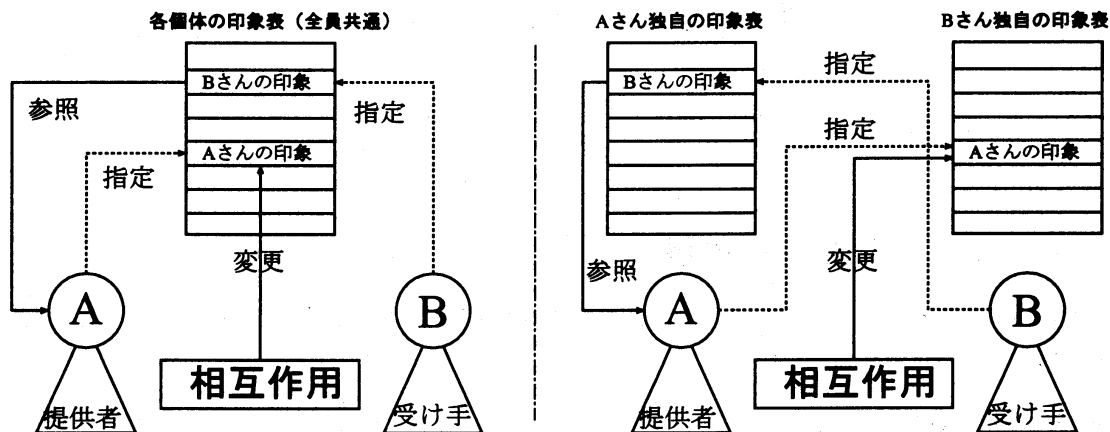 各個体の印象表（全員共通）
Bさんの印象
参照
指定
Aさんの印象
指定
変更
A
B
相互作用
提供者
受け手
Aさん独自の印象表
Bさん独自の印象表
Bさんの印象
指定
指定
Aさんの印象
参照
変更
A
B
相互作用
提供者
受け手